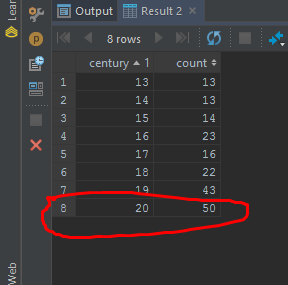 Lear
Output Result 2
8 rows
century 1 count
1 13 13
2 14 13
3 15 14
4 16 23
5 17 16
6 18 22
7 19 43
8 20 50
Web